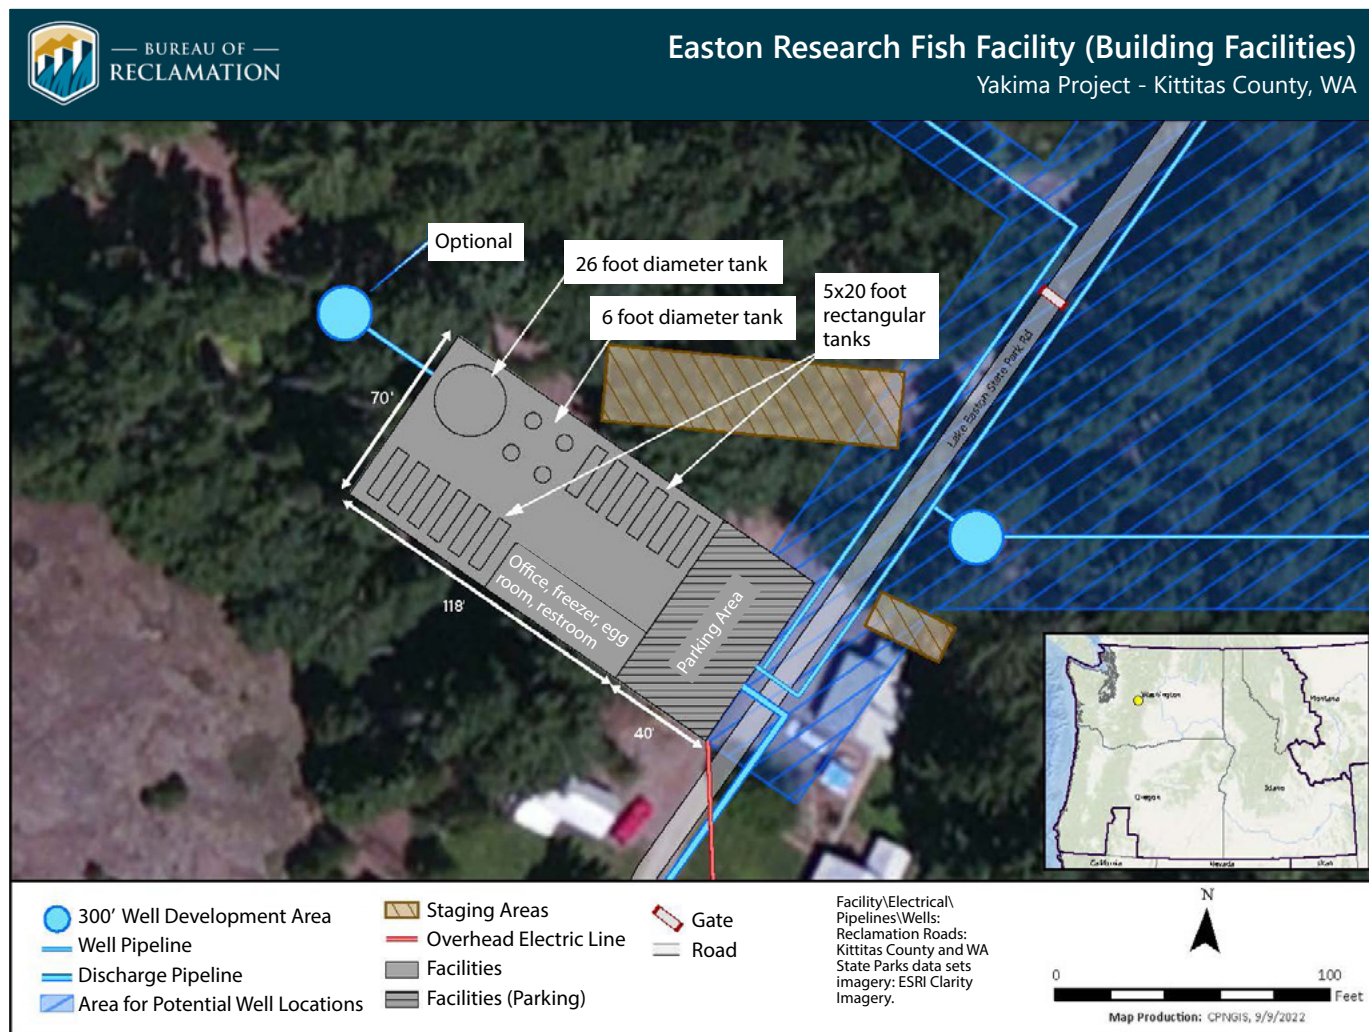 BUREAU OF
RECLAMATION
Easton Research Fish Facility (Building Facilities)
Yakima Project - Kittitas County, WA
Optional
26 foot diameter tank
6 foot diameter tank
5x20 foot
rectangular
tanks
Lake Easton State Park Rd
70'
118'
40'
Office, freezer, egg
room, restroom
Parking Area
Washington
Montana
Oregon
Idaho
California
Nevada
Utah
300’ Well Development Area
Well Pipeline
Discharge Pipeline
Area for Potential Well Locations
Staging Areas
Overhead Electric Line
Facilities
Facilities (Parking)
Gate
Road
Facility\Electrical\
Pipelines\Wells:
Reclamation Roads:
Kittitas County and WA
State Parks data sets
imagery: ESRI Clarity
Imagery.
N
0 100
Feet
Map Production: CPNGIS, 9/9/2022